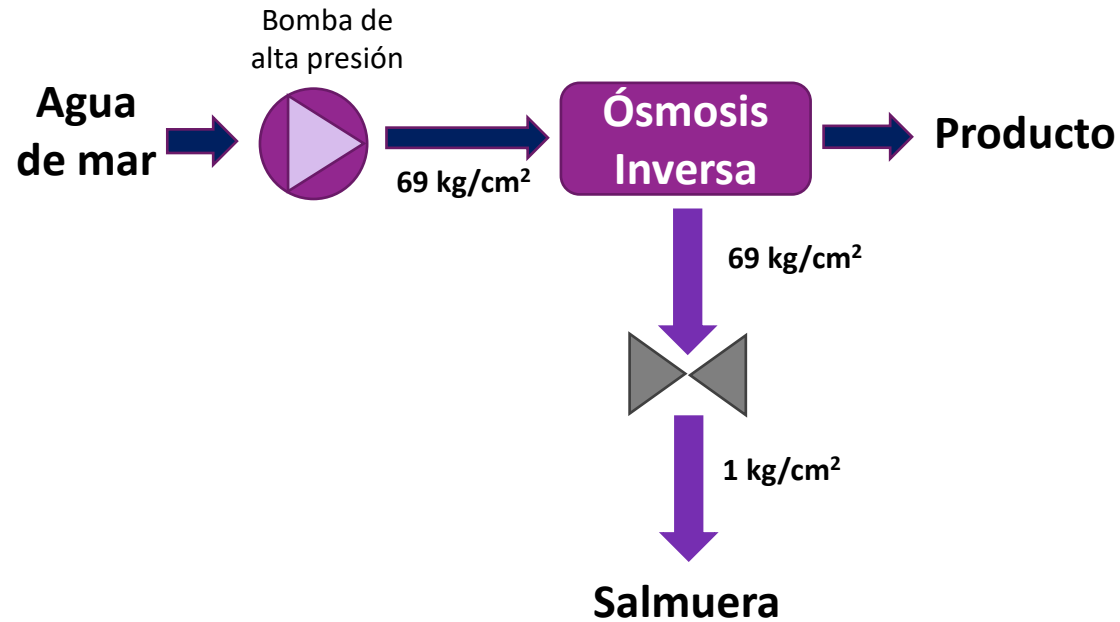 Bomba de
alta presión
Agua
de mar
69 kg/cm²
Ósmosis
Inversa
Producto
69 kg/cm²
1 kg/cm²
Salmuera